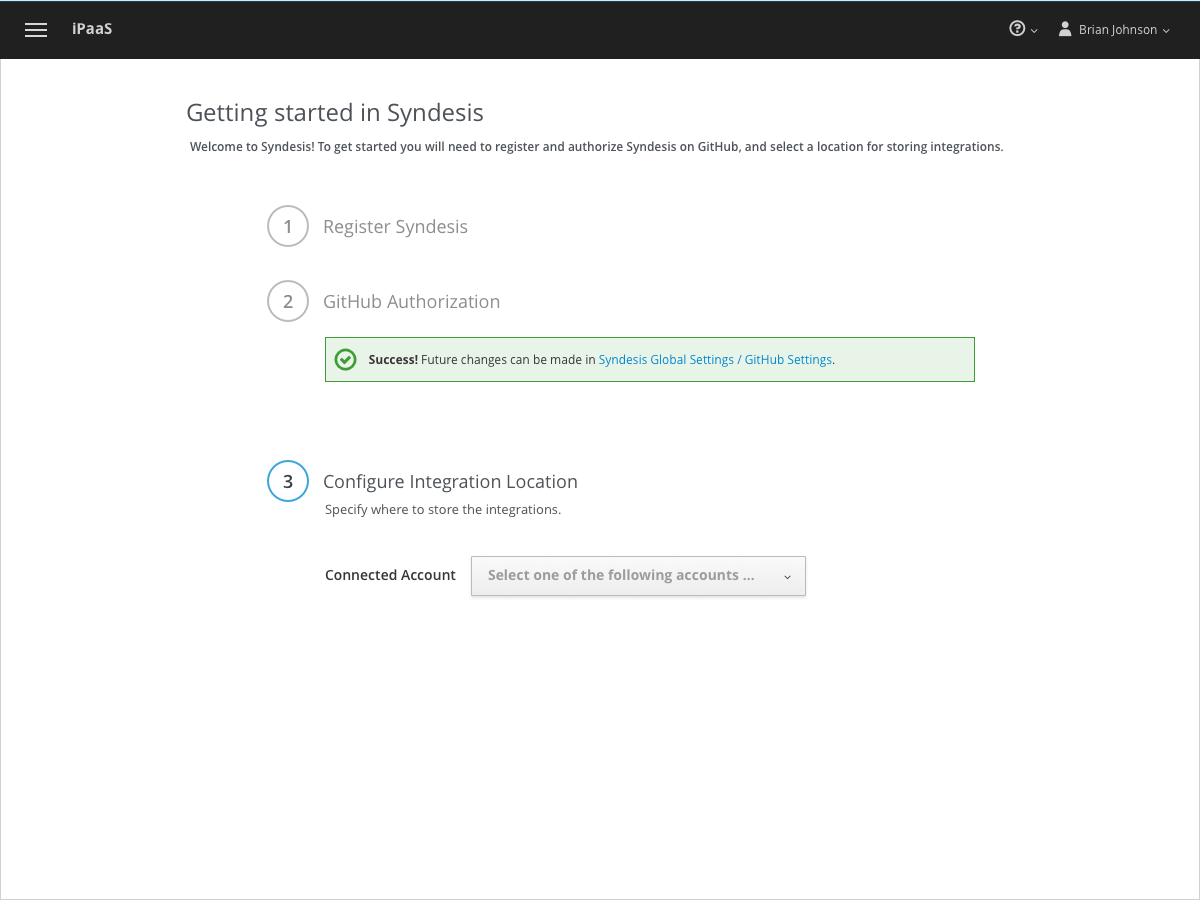 iPaaS
Brian Johnson
Getting started in Syndesis
Welcome to Syndesis! To get started you will need to register and authorize Syndesis on GitHub, and select a location for storing integrations.
1 Register Syndesis
2 GitHub Authorization
Success! Future changes can be made in Syndesis Global Settings / GitHub Settings.
3 Configure Integration Location
Specify where to store the integrations.
Connected Account Select one of the following accounts ...